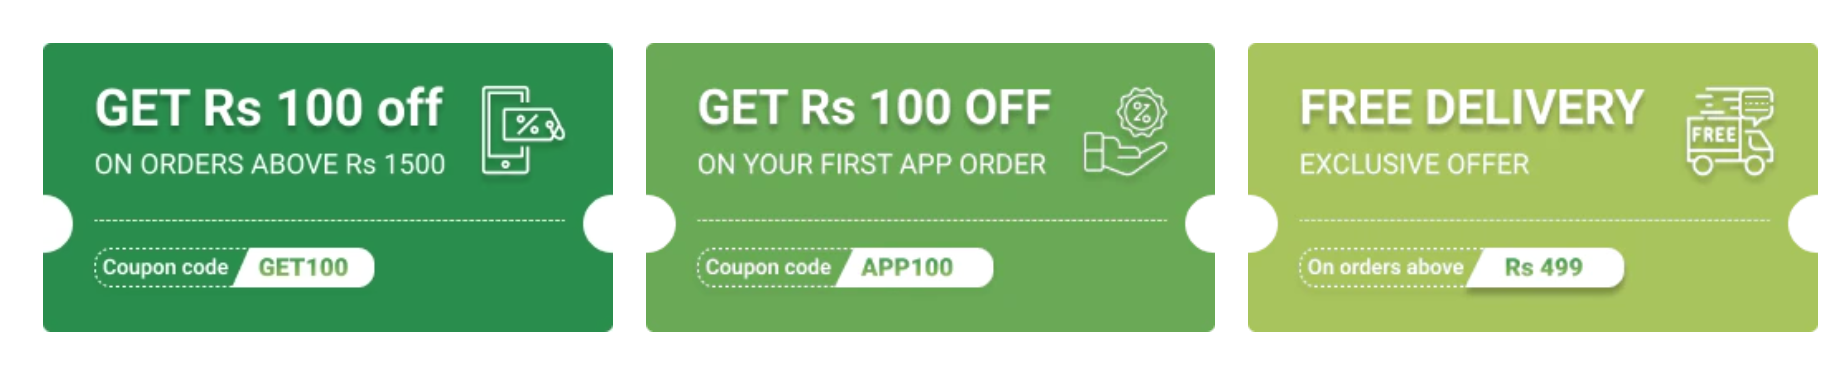 GET Rs 100 off
ON ORDERS ABOVE Rs 1500
Coupon code GET100
GET Rs 100 OFF
ON YOUR FIRST APP ORDER
Coupon code APP100
FREE DELIVERY
EXCLUSIVE OFFER
FREE
On orders above Rs 499